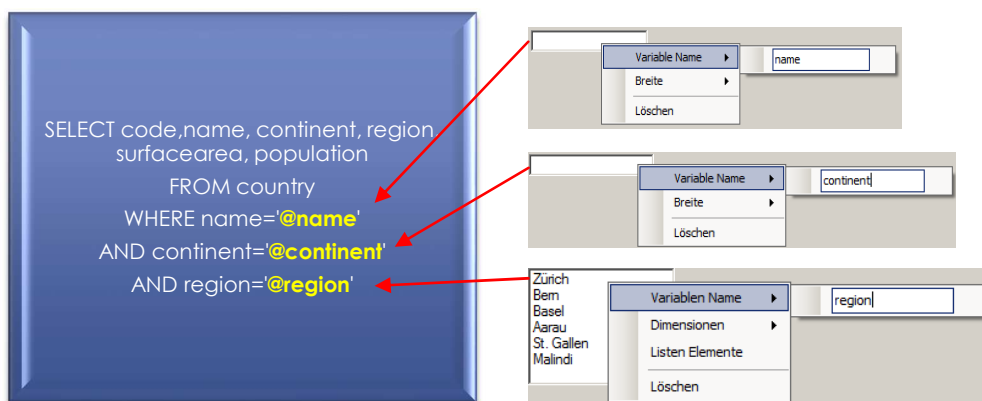 SELECT code,name, continent, region
surfacearea, population
FROM country
WHERE name='@name'
AND continent='@continent'
AND region='@region'
Variable Name
name
Breite
Löschen
Variable Name
continent
Breite
Löschen
Zürich
Bern
Basel
Aarau
St. Gallen
Malindi
Variablen Name
region
Dimensionen
Listen Elemente
Löschen